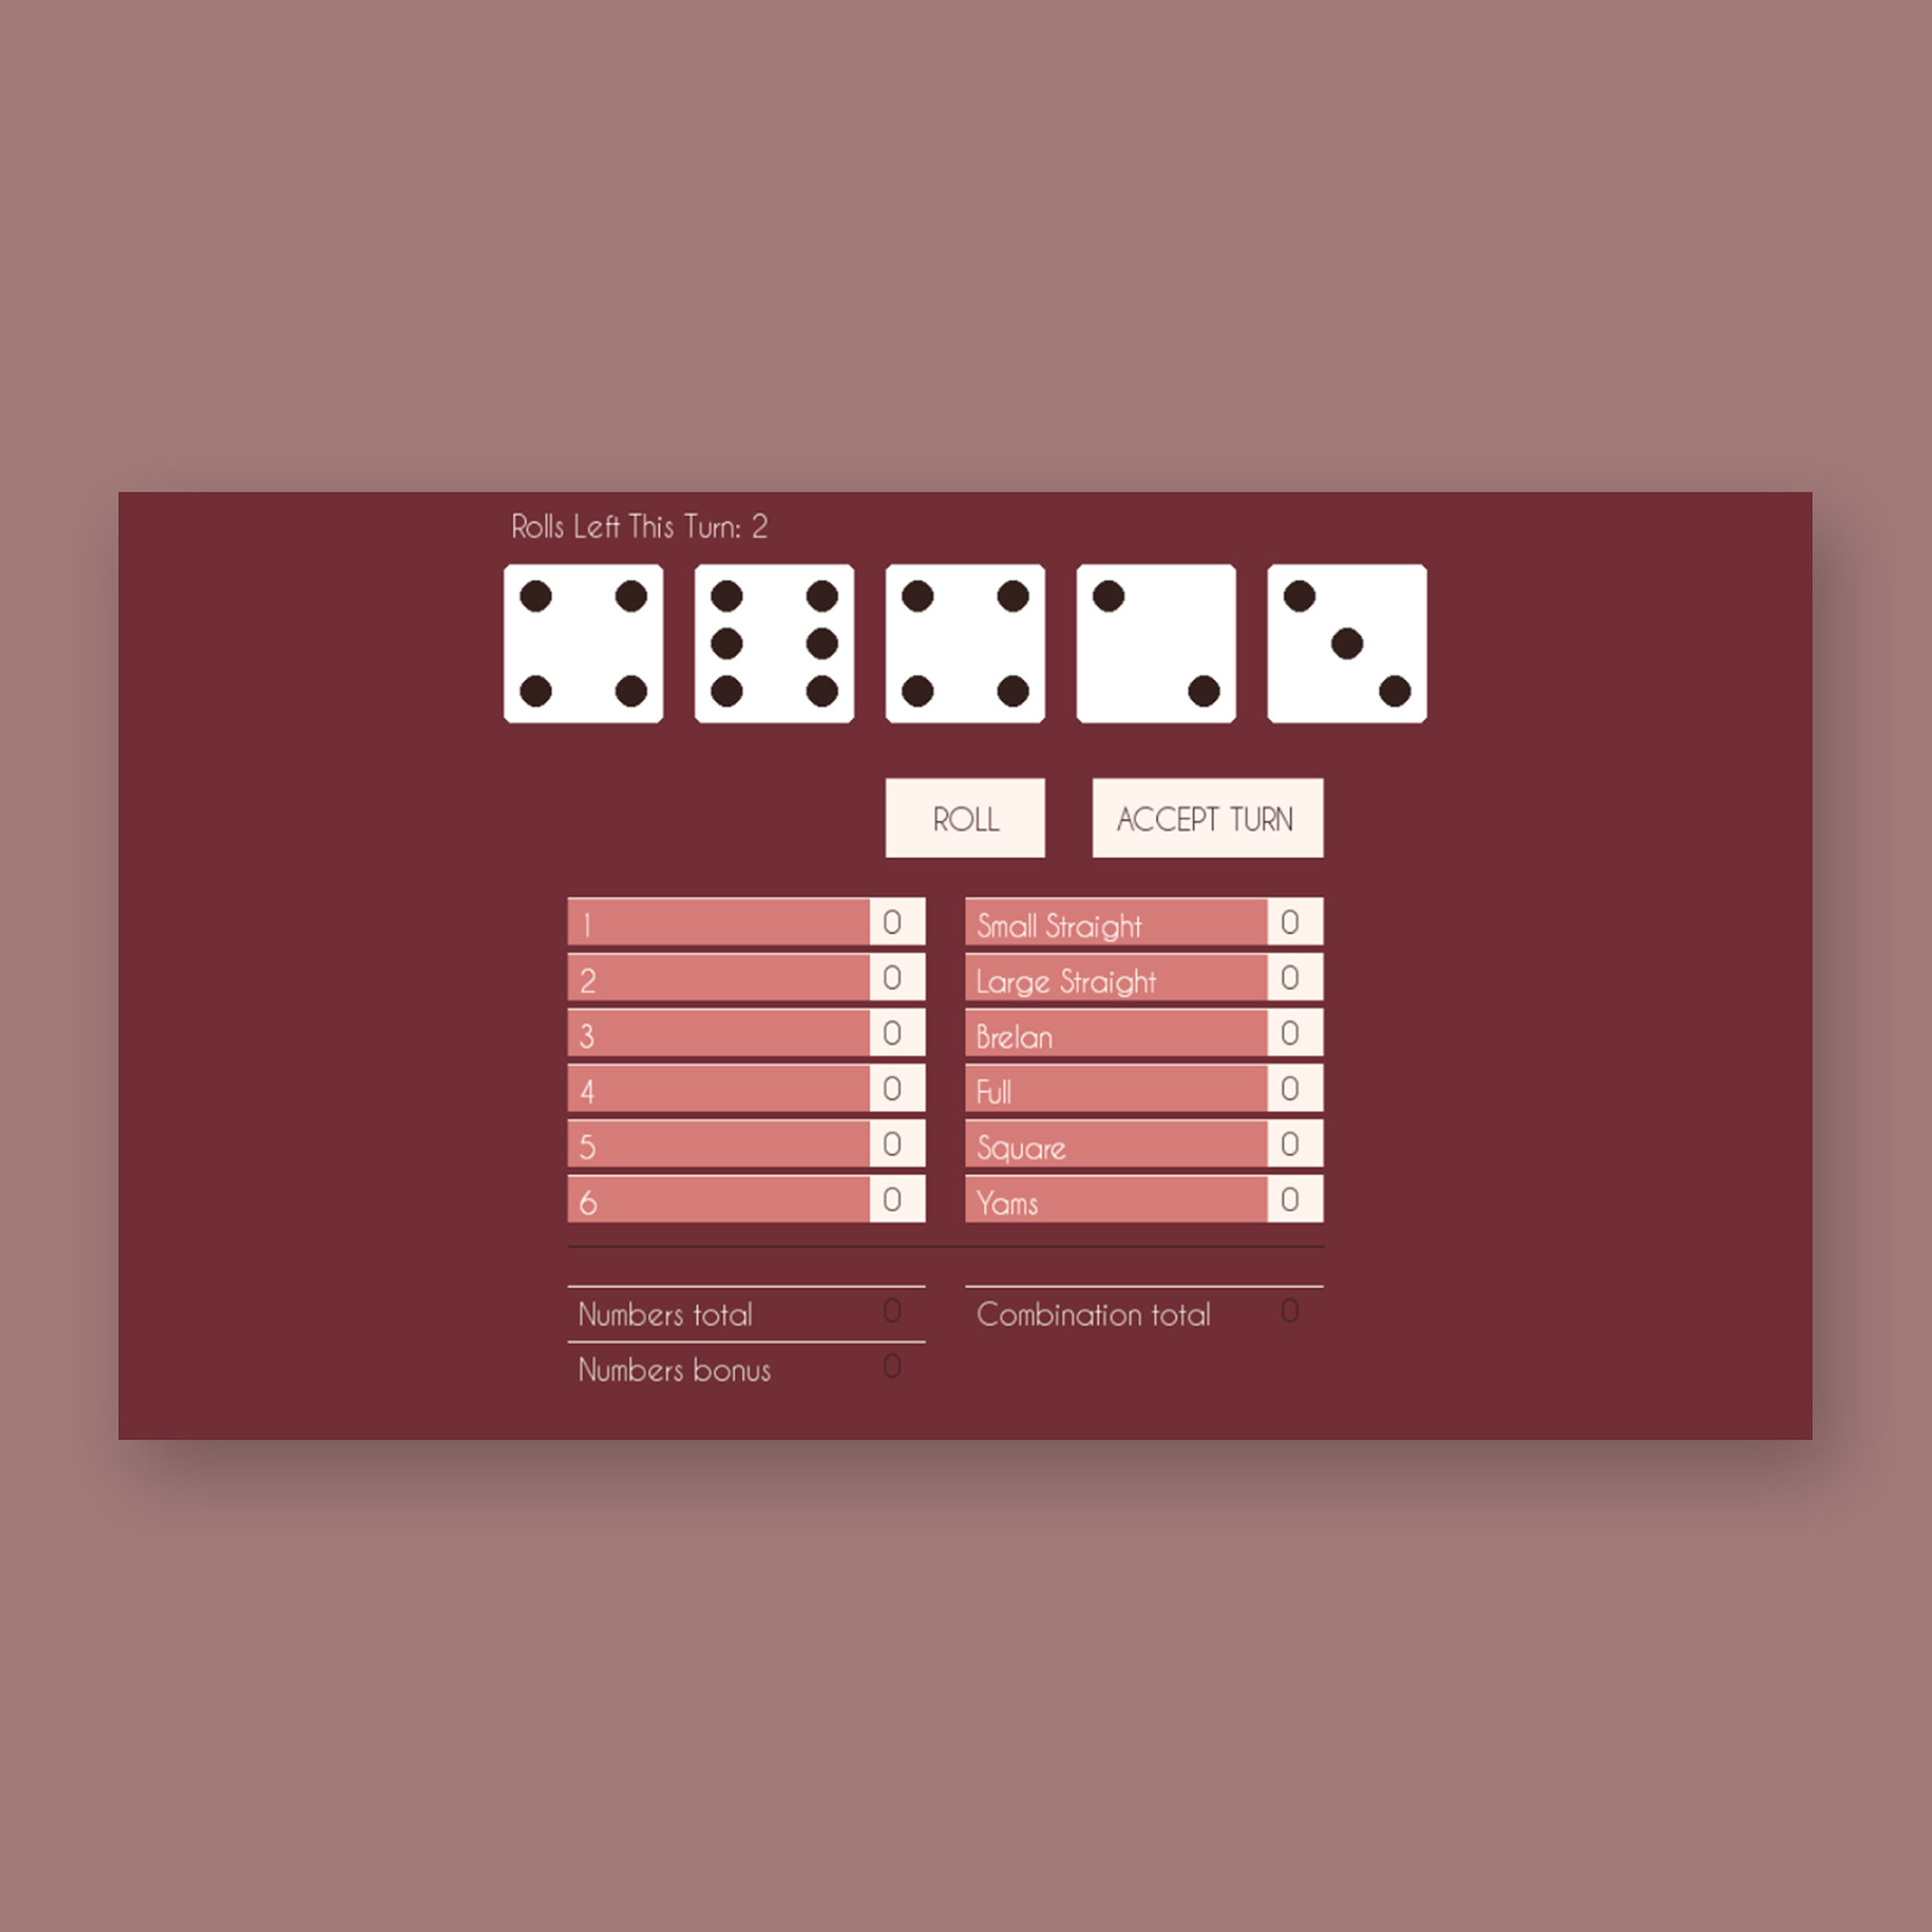 Rolls Left This Turn: 2
ROLL
ACCEPT TURN
1 0
2 0
3 0
4 0
5 0
6 0
Small Straight 0
Large Straight 0
Brelan 0
Full 0
Square 0
Yams 0
Numbers total 0
Numbers bonus 0
Combination total 0